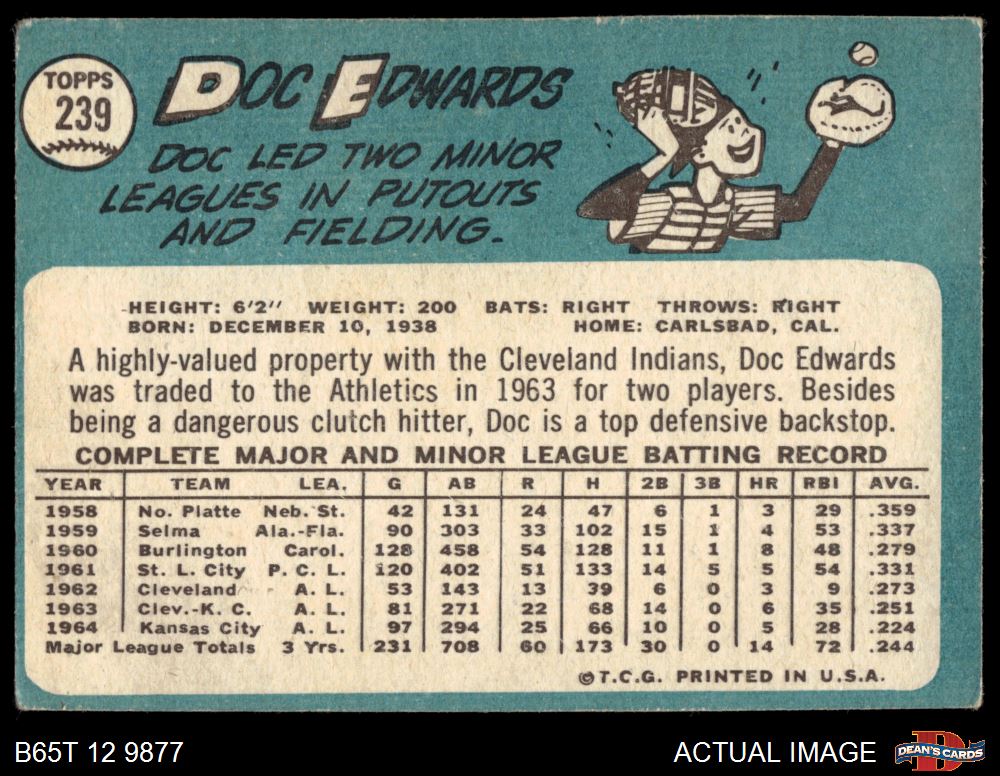 TOPPS
239
DOC EDWARDS
DOC LED TWO MINOR
LEAGUES IN PUTOUTS
AND FIELDING.
HEIGHT: 6'2" WEIGHT: 200 BATS: RIGHT THROWS: RIGHT
BORN: DECEMBER 10, 1938 HOME: CARLSBAD, CAL.
A highly-valued property with the Cleveland Indians, Doc Edwards
was traded to the Athletics in 1963 for two players. Besides
being a dangerous clutch hitter, Doc is a top defensive backstop.
COMPLETE MAJOR AND MINOR LEAGUE BATTING RECORD
YEAR TEAM LEA. G AB R H 2B 3B HR RBI AVG.
1958 No. Platte Neb. St. 42 131 24 47 6 1 3 29 .359
1959 Selma Ala.-Fla. 90 303 33 102 15 1 4 53 .337
1960 Burlington Carol. 128 458 54 128 11 1 8 48 .279
1961 St. L. City P. C. L. 120 402 51 133 14 5 5 54 .331
1962 Cleveland A. L. 53 143 13 39 6 0 3 9 .273
1963 Clev.-K. C. A. L. 81 271 22 68 14 0 6 35 .251
1964 Kansas City A. L. 97 294 25 66 10 0 5 28 .224
Major League Totals 3 Yrs. 231 708 60 173 30 0 14 72 .244
©T.C.G. PRINTED IN U.S.A.
B65T 12 9877
ACTUAL IMAGE
DEAN'S CARDS